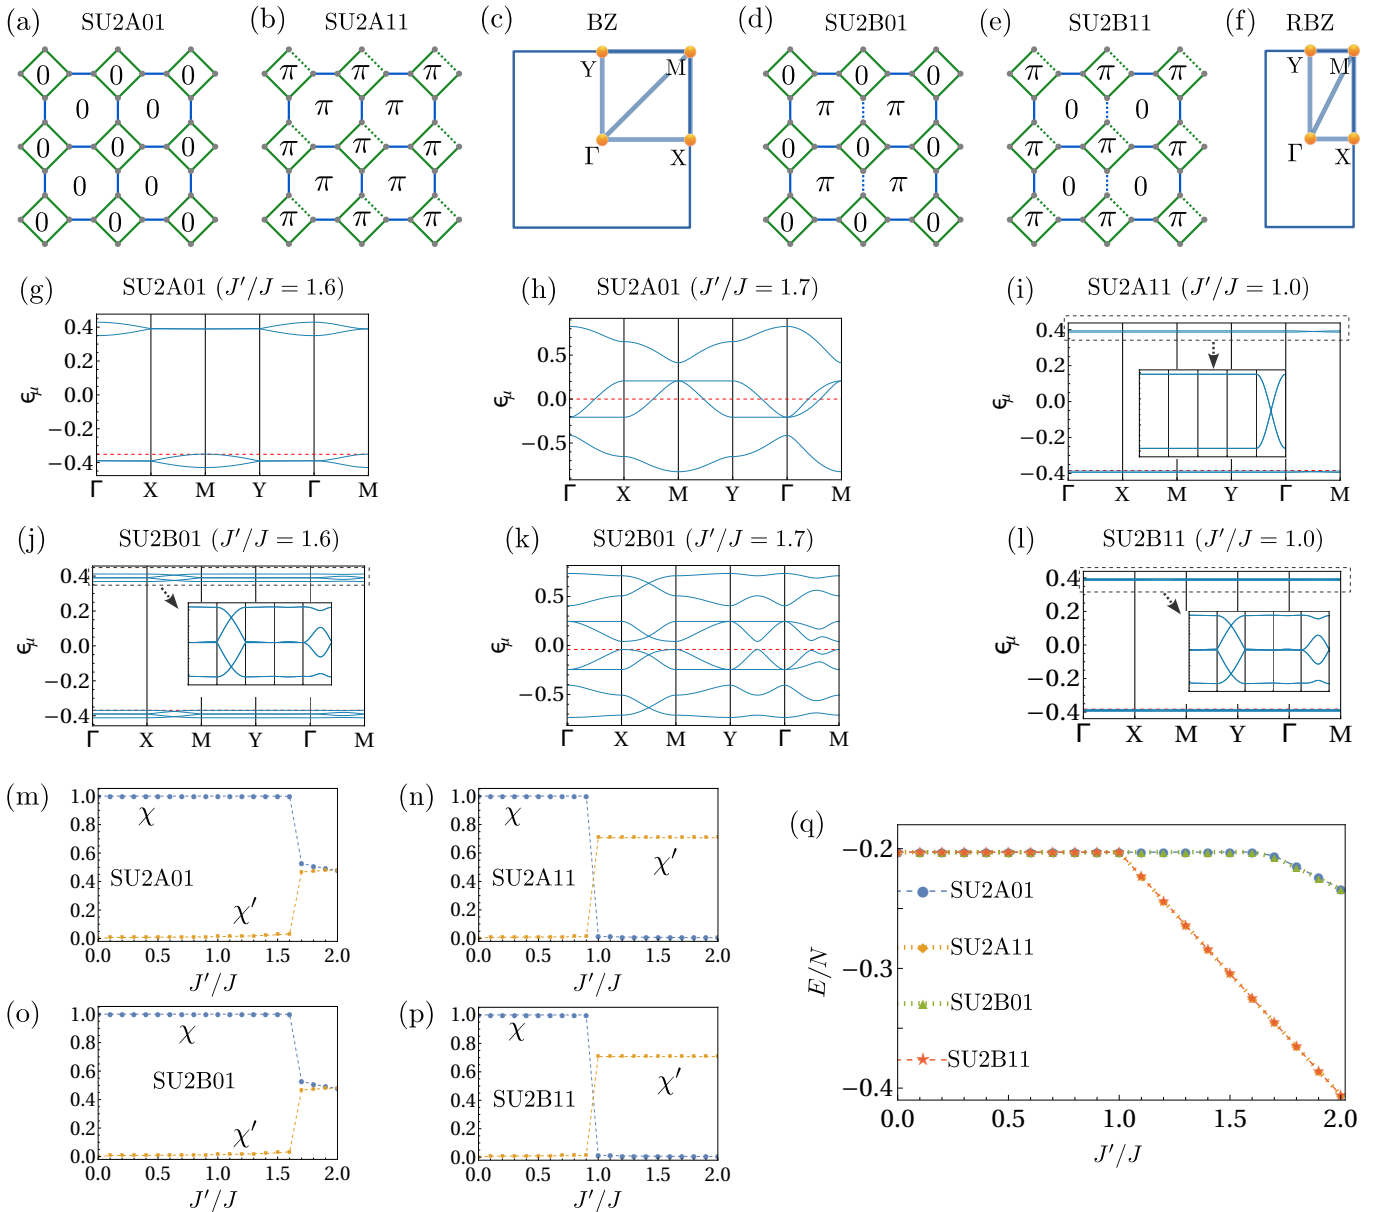 (a) SU2A01 (b) SU2A11 (c) BZ (d) SU2B01 (e) SU2B11 (f) RBZ
0 0 0
0 0
0 0 0
0 0
0 0 0
π π π
π π
π π π
π π
π π π
Y M
Γ X
0 0 0
π π
0 0 0
π π
0 0 0
π π π
0 0
π π π
0 0
π π π
Y M
Γ X
(g) SU2A01 (J′/J = 1.6)
0.4
0.2
0.0
−0.2
−0.4
ϵμ
Γ X M Y Γ M
(h) SU2A01 (J′/J = 1.7)
0.5
0.0
−0.5
ϵμ
Γ X M Y Γ M
(i) SU2A11 (J′/J = 1.0)
0.4
0.2
0.0
−0.2
−0.4
ϵμ
Γ X M Y Γ M
(j) SU2B01 (J′/J = 1.6)
0.4
0.2
0.0
−0.2
−0.4
ϵμ
Γ X M Y Γ M
(k) SU2B01 (J′/J = 1.7)
0.5
0.0
−0.5
ϵμ
Γ X M Y Γ M
(l) SU2B11 (J′/J = 1.0)
0.4
0.2
0.0
−0.2
−0.4
ϵμ
Γ X M Y Γ M
(m)
1.0
0.8
0.6
0.4
0.2
0.0
χ
SU2A01
χ′
0.0 0.5 1.0 1.5 2.0
J′/J
(n)
1.0
0.8
0.6
0.4
0.2
0.0
χ
χ′
SU2A11
0.0 0.5 1.0 1.5 2.0
J′/J
(o)
1.0
0.8
0.6
0.4
0.2
0.0
χ
SU2B01
χ′
0.0 0.5 1.0 1.5 2.0
J′/J
(p)
1.0
0.8
0.6
0.4
0.2
0.0
χ
χ′
SU2B11
0.0 0.5 1.0 1.5 2.0
J′/J
(q)
−0.2
−0.3
−0.4
E/N
SU2A01
SU2A11
SU2B01
SU2B11
0.0 0.5 1.0 1.5 2.0
J′/J